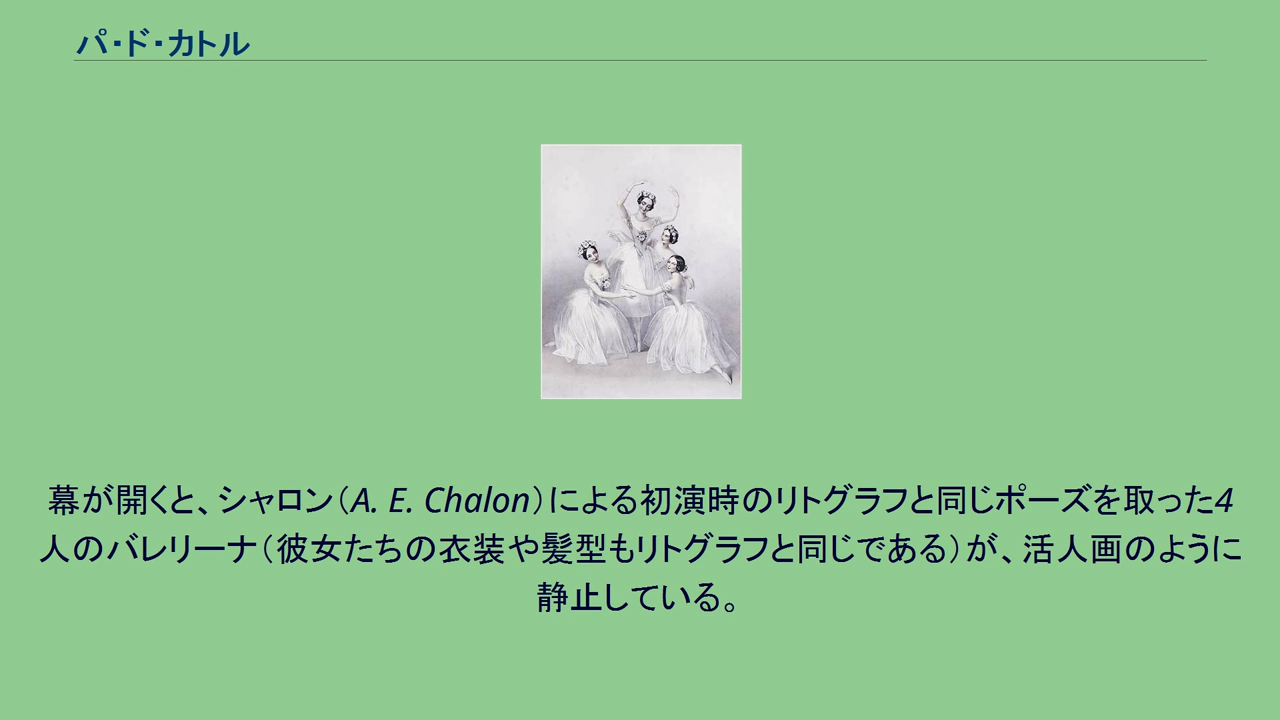 パ・ド・カトル
幕が開くと、シャロン（A. E. Chalon）による初演時のリトグラフと同じポーズを取った4
人のバレリーナ（彼女たちの衣装や髪型もリトグラフと同じである）が、活人画のように
静止している。